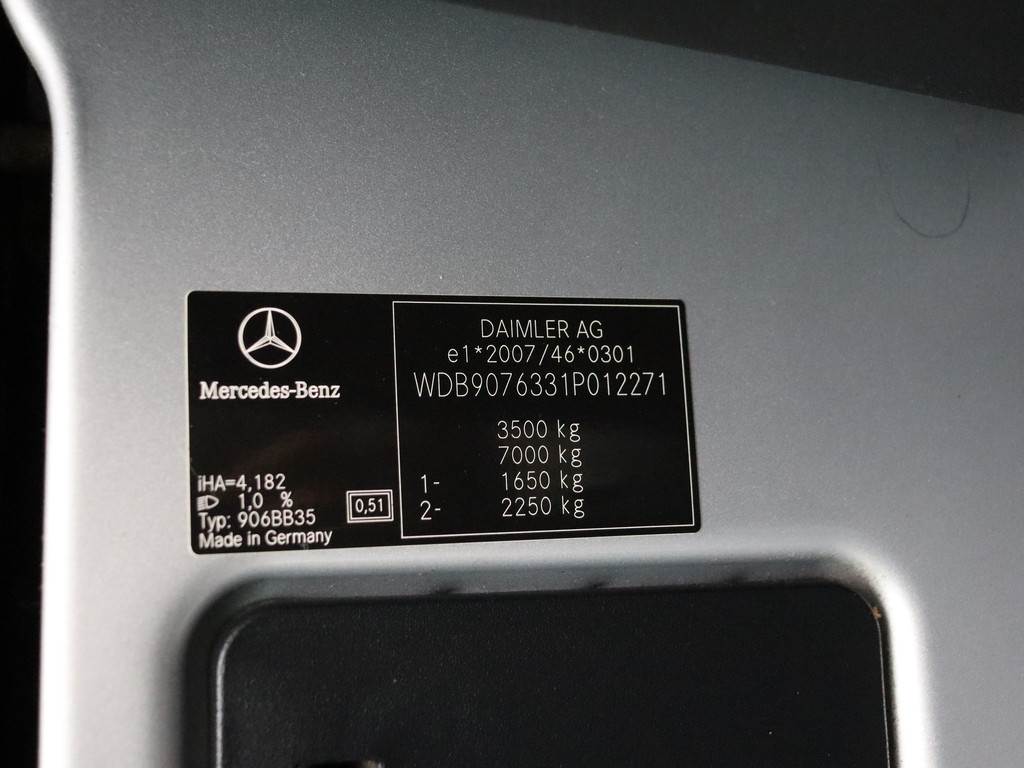 Mercedes-Benz
iHA=4,182
1,0 %
Typ: 906BB35
Made in Germany
0,51
DAIMLER AG
e1*2007/46*0301
WDB9076331P012271
3500 kg
7000 kg
1- 1650 kg
2- 2250 kg